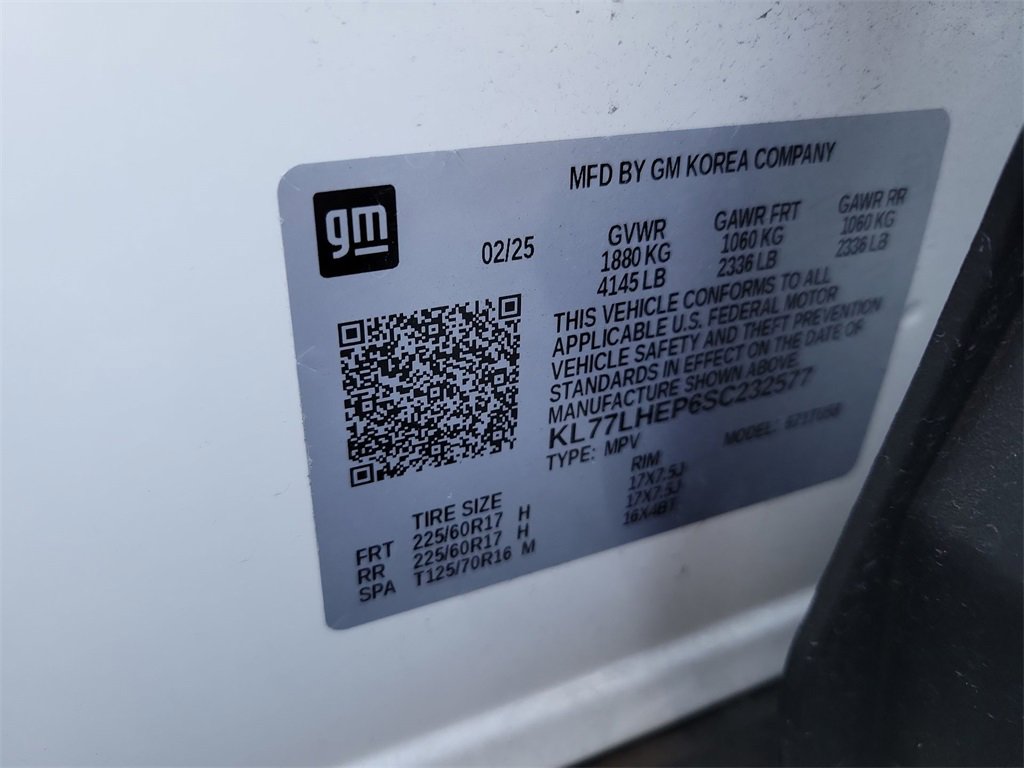 MFD BY GM KOREA COMPANY
gm
02/25
GVWR GAWR FRT GAWR RR
1880 KG 1060 KG 1060 KG
4145 LB 2336 LB 2336 LB
THIS VEHICLE CONFORMS TO ALL
APPLICABLE U.S. FEDERAL MOTOR
VEHICLE SAFETY AND THEFT PREVENTION
STANDARDS IN EFFECT ON THE DATE OF
MANUFACTURE SHOWN ABOVE.
KL77LHEP6SC232577
TYPE: MPV MODEL:
TIRE SIZE RIM
FRT 225/60R17 H 17X7.5J
RR 225/60R17 H 17X7.5J
SPA T125/70R16 M 16X4BT